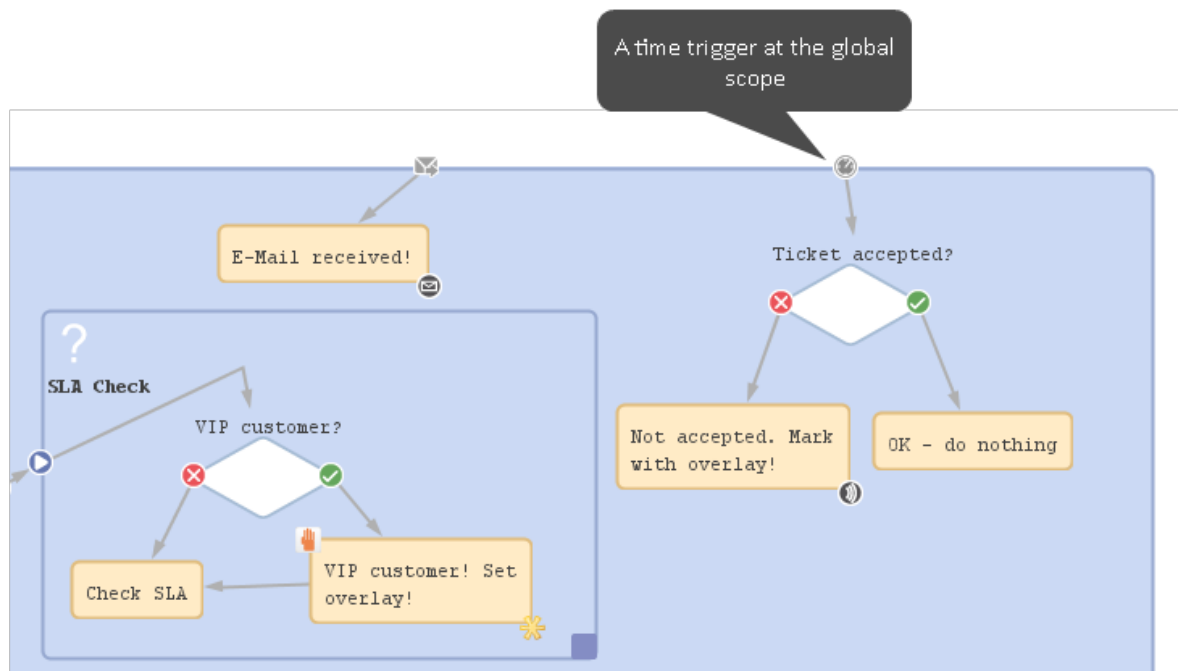 A time trigger at the global
scope
E-Mail received!
Ticket accepted?
?
SLA Check
VIP customer?
Not accepted. Mark
with overlay!
OK - do nothing
Check SLA
VIP customer! Set
overlay!